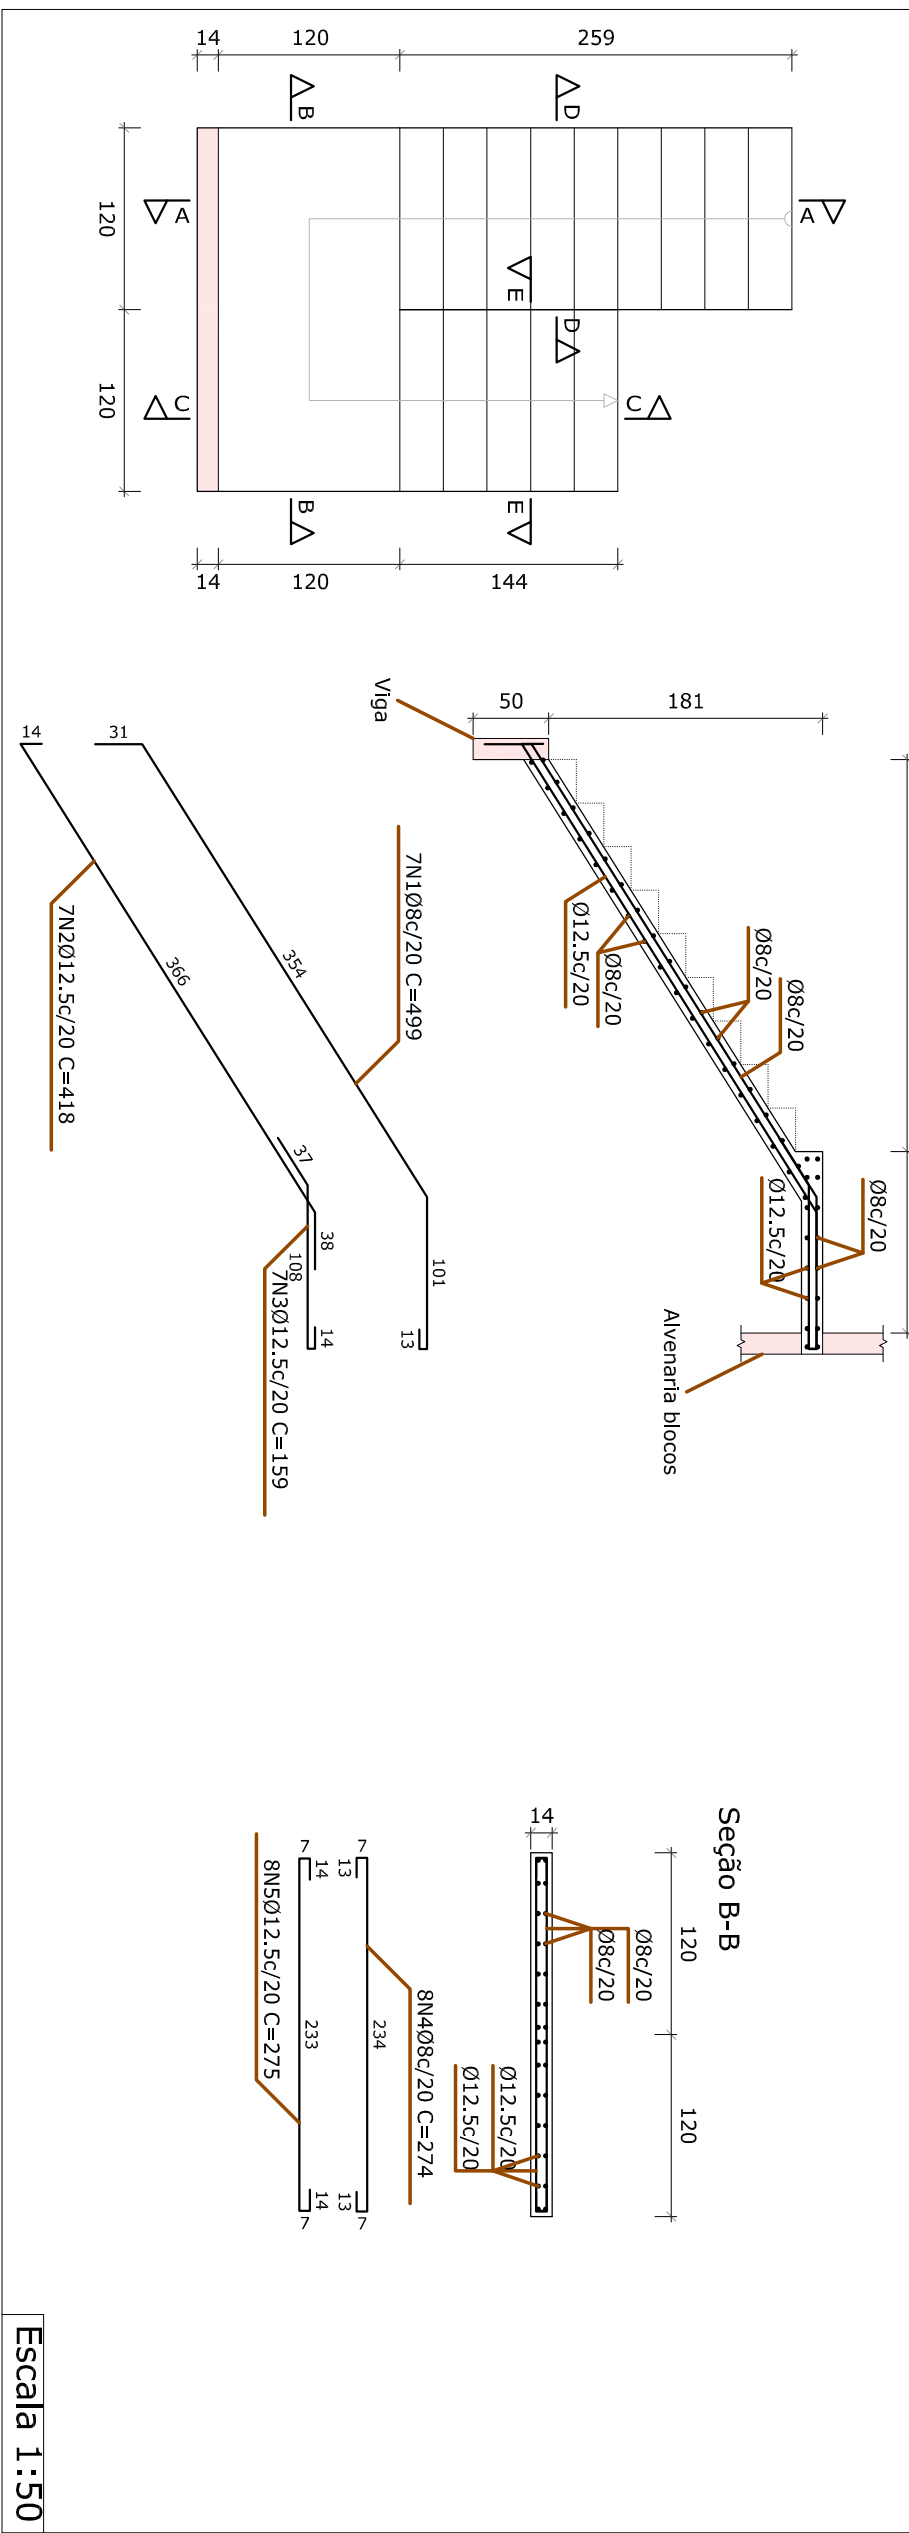 14
120
259
B
D
120
A
A
E
D
120
C
C
B
E
14
120
144
Viga
50
181
14
31
7N1Ø8c/20 C=499
354
366
7N2Ø12.5c/20 C=418
Ø12.5c/20
Ø8c/20
Ø8c/20
Ø8c/20
37
38
108
7N3Ø12.5c/20 C=159
14
101
13
Ø12.5c/20
Ø8c/20
Alvenaria blocos
Seção B-B
14
120
120
Ø8c/20
Ø8c/20
Ø12.5c/20
Ø12.5c/20
7
13
234
13
7
8N4Ø8c/20 C=274
7
14
233
14
7
8N5Ø12.5c/20 C=275
Escala 1:50